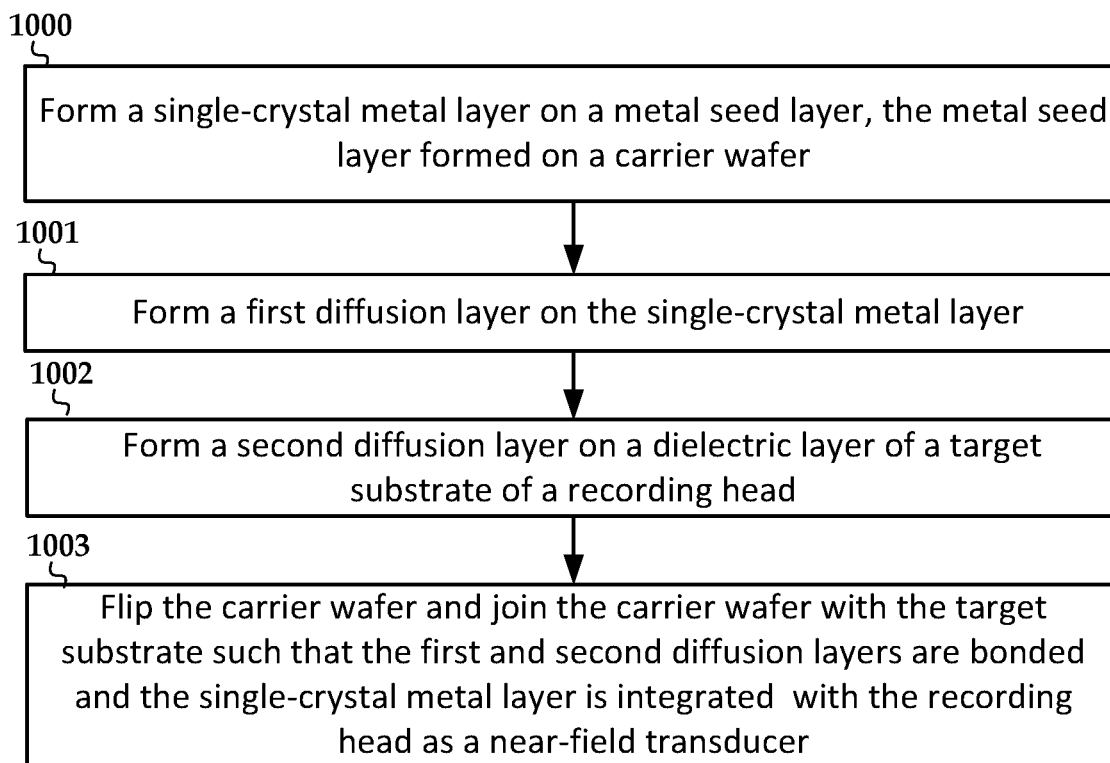 1000
Form a single-crystal metal layer on a metal seed layer, the metal seed
layer formed on a carrier wafer
1001
Form a first diffusion layer on the single-crystal metal layer
1002
Form a second diffusion layer on a dielectric layer of a target
substrate of a recording head
1003
Flip the carrier wafer and join the carrier wafer with the target
substrate such that the first and second diffusion layers are bonded
and the single-crystal metal layer is integrated with the recording
head as a near-field transducer